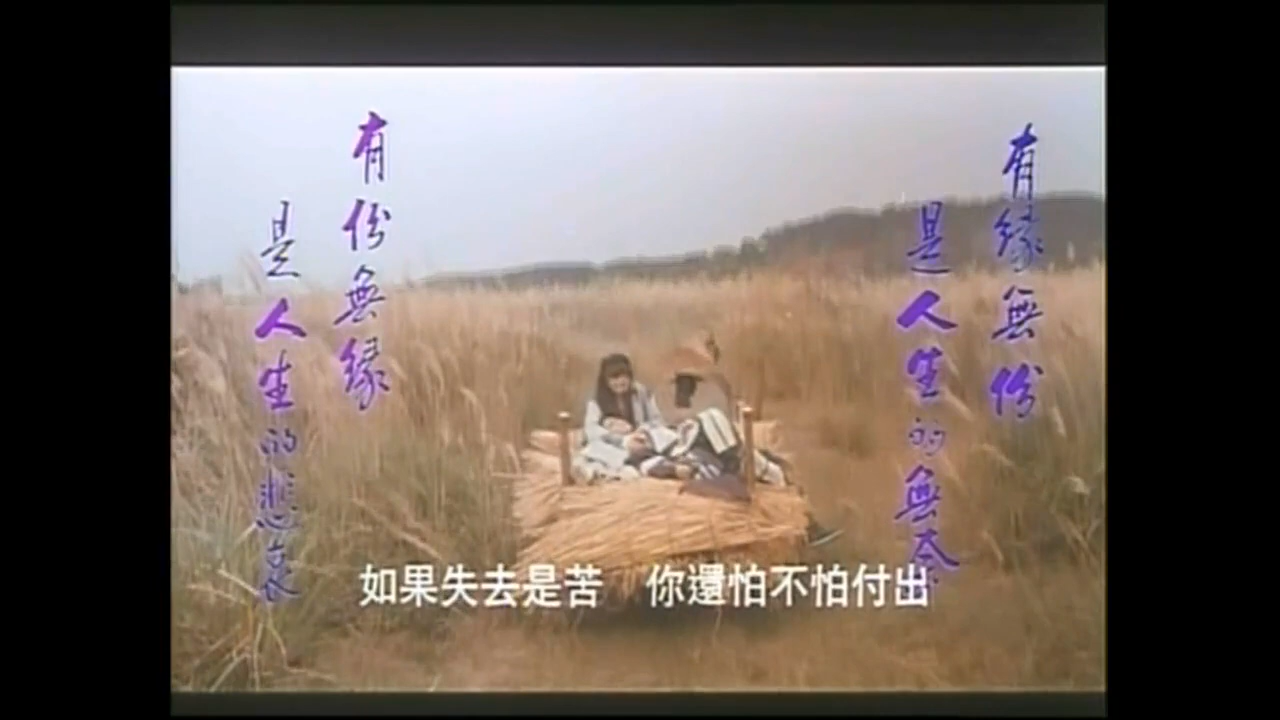 有緣無份
是人生的無奈
有份無緣
是人生的悲哀
如果失去是苦　你還怕不怕付出